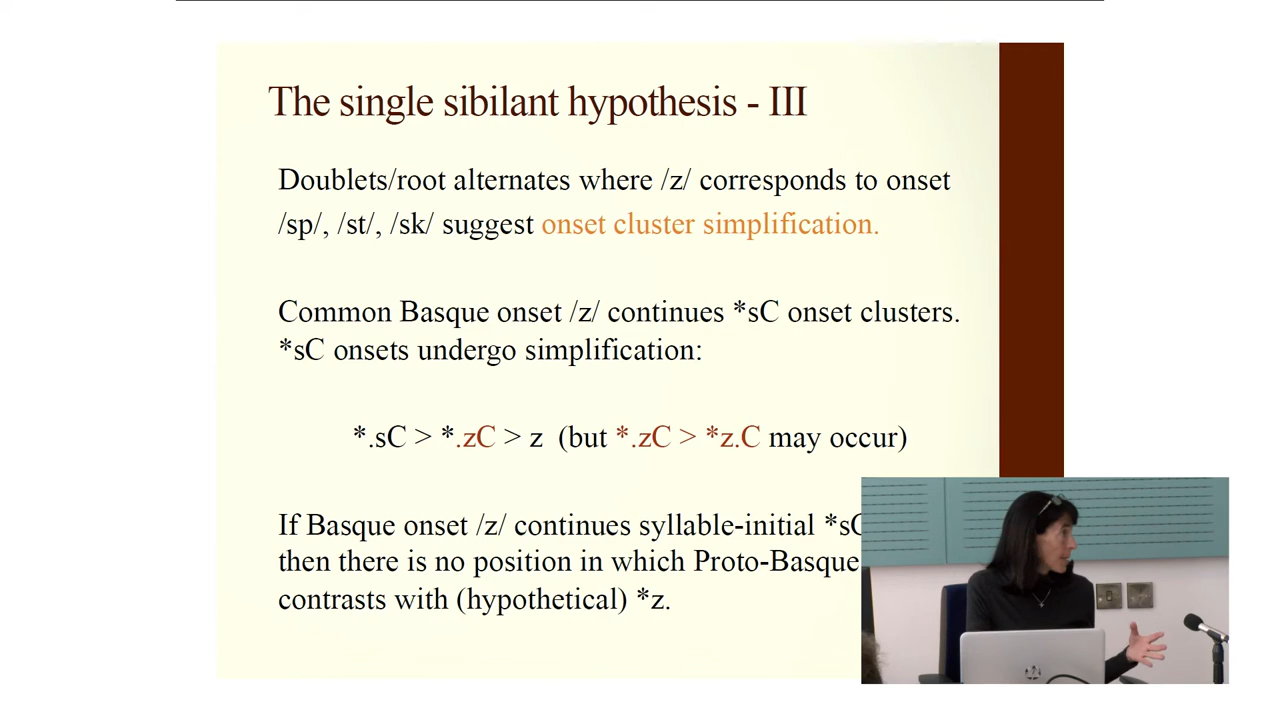 The single sibilant hypothesis - III
Doublets/root alternates where /z/ corresponds to onset
/sp/, /st/, /sk/ suggest onset cluster simplification.
Common Basque onset /z/ continues *sC onset clusters.
*sC onsets undergo simplification:
*.sC > *.zC > z (but *.zC > *z.C may occur)
If Basque onset /z/ continues syllable-initial *sC
then there is no position in which Proto-Basque
contrasts with (hypothetical) *z.